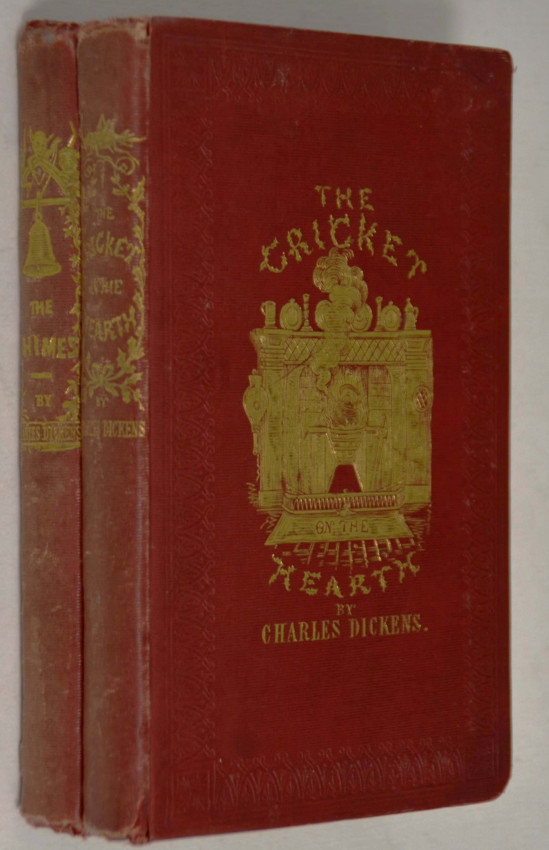 THE
CRICKET
ON THE
HEARTH
BY
CHARLES DICKENS.
THE
CRICKET
ON THE
HEARTH
BY
DICKENS
THE
CHIMES
BY
CHARLES DICKENS